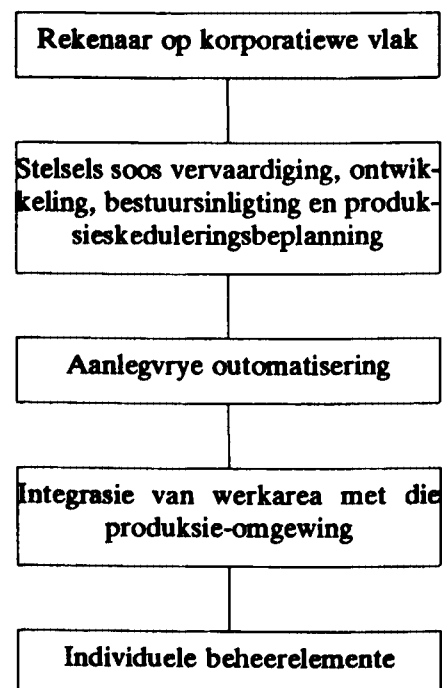 Rekenaar op korporatiewe vlak
Stelsels soos vervaardiging, ontwik-
keling, bestuursinligting en produk-
sieskeduleringsbeplanning
Aanlegvrye outomatisering
Integrasie van werkarea met die
produksie-omgewing
Individuele beheerelemente